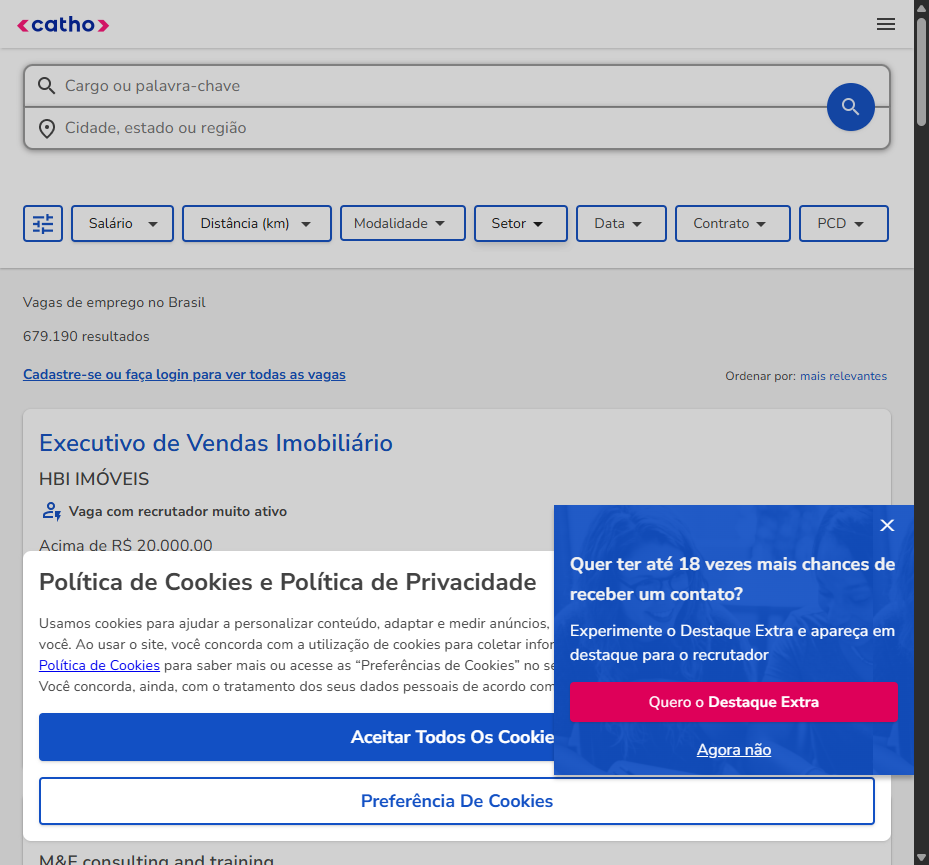 catho
Cargo ou palavra-chave
Cidade, estado ou região
Salário Distância (km) Modalidade Setor Data Contrato PCD
Vagas de emprego no Brasil
679.190 resultados
Cadastre-se ou faça login para ver todas as vagas
Ordenar por: mais relevantes
Executivo de Vendas Imobiliário
HBI IMÓVEIS
Vaga com recrutador muito ativo
Acima de R$ 20.000,00
Política de Cookies e Política de Privacidade
Usamos cookies para ajudar a personalizar conteúdo, adaptar e medir anúncios,
você. Ao usar o site, você concorda com a utilização de cookies para coletar
Política de Cookies para saber mais ou acesse as “Preferências de Cookies” no
Você concorda, ainda, com o tratamento dos seus dados pessoais de acordo com
Aceitar Todos Os Cookie
Preferência De Cookies
Quer ter até 18 vezes mais chances de
receber um contato?
Experimente o Destaque Extra e apareça em
destaque para o recrutador
Quero o Destaque Extra
Agora não
M&E consulting and training